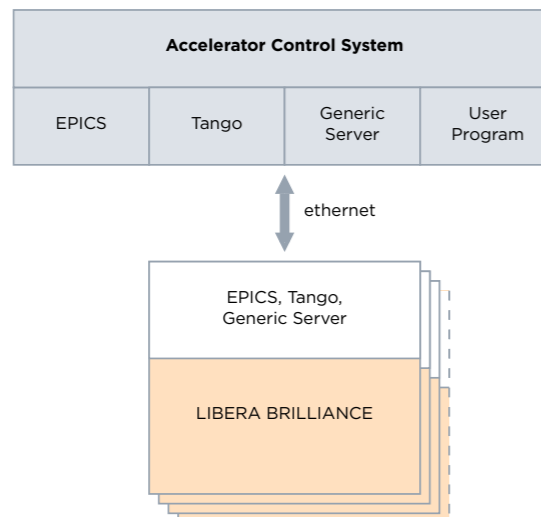 Accelerator Control System
EPICS
Tango
Generic
Server
User
Program
ethernet
EPICS, Tango,
Generic Server
LIBERA BRILLIANCE